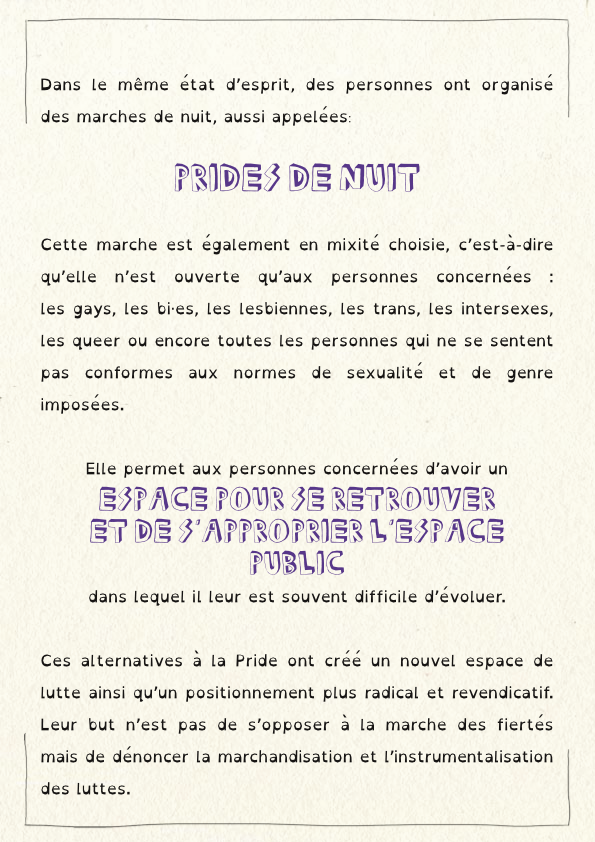 Dans le même état d'esprit, des personnes ont organisé
des marches de nuit, aussi appelées:
PRIDES DE NUIT
Cette marche est également en mixité choisie, c'est-à-dire
qu'elle n'est ouverte qu'aux personnes concernées :
les gays, les bi·es, les lesbiennes, les trans, les intersexes,
les queer ou encore toutes les personnes qui ne se sentent
pas conformes aux normes de sexualité et de genre
imposées.
Elle permet aux personnes concernées d'avoir un
ESPACE POUR SE RETROUVER
ET DE S'APPROPRIER L'ESPACE
PUBLIC
dans lequel il leur est souvent difficile d'évoluer.
Ces alternatives à la Pride ont créé un nouvel espace de
lutte ainsi qu'un positionnement plus radical et revendicatif.
Leur but n'est pas de s'opposer à la marche des fiertés
mais de dénoncer la marchandisation et l'instrumentalisation
des luttes.